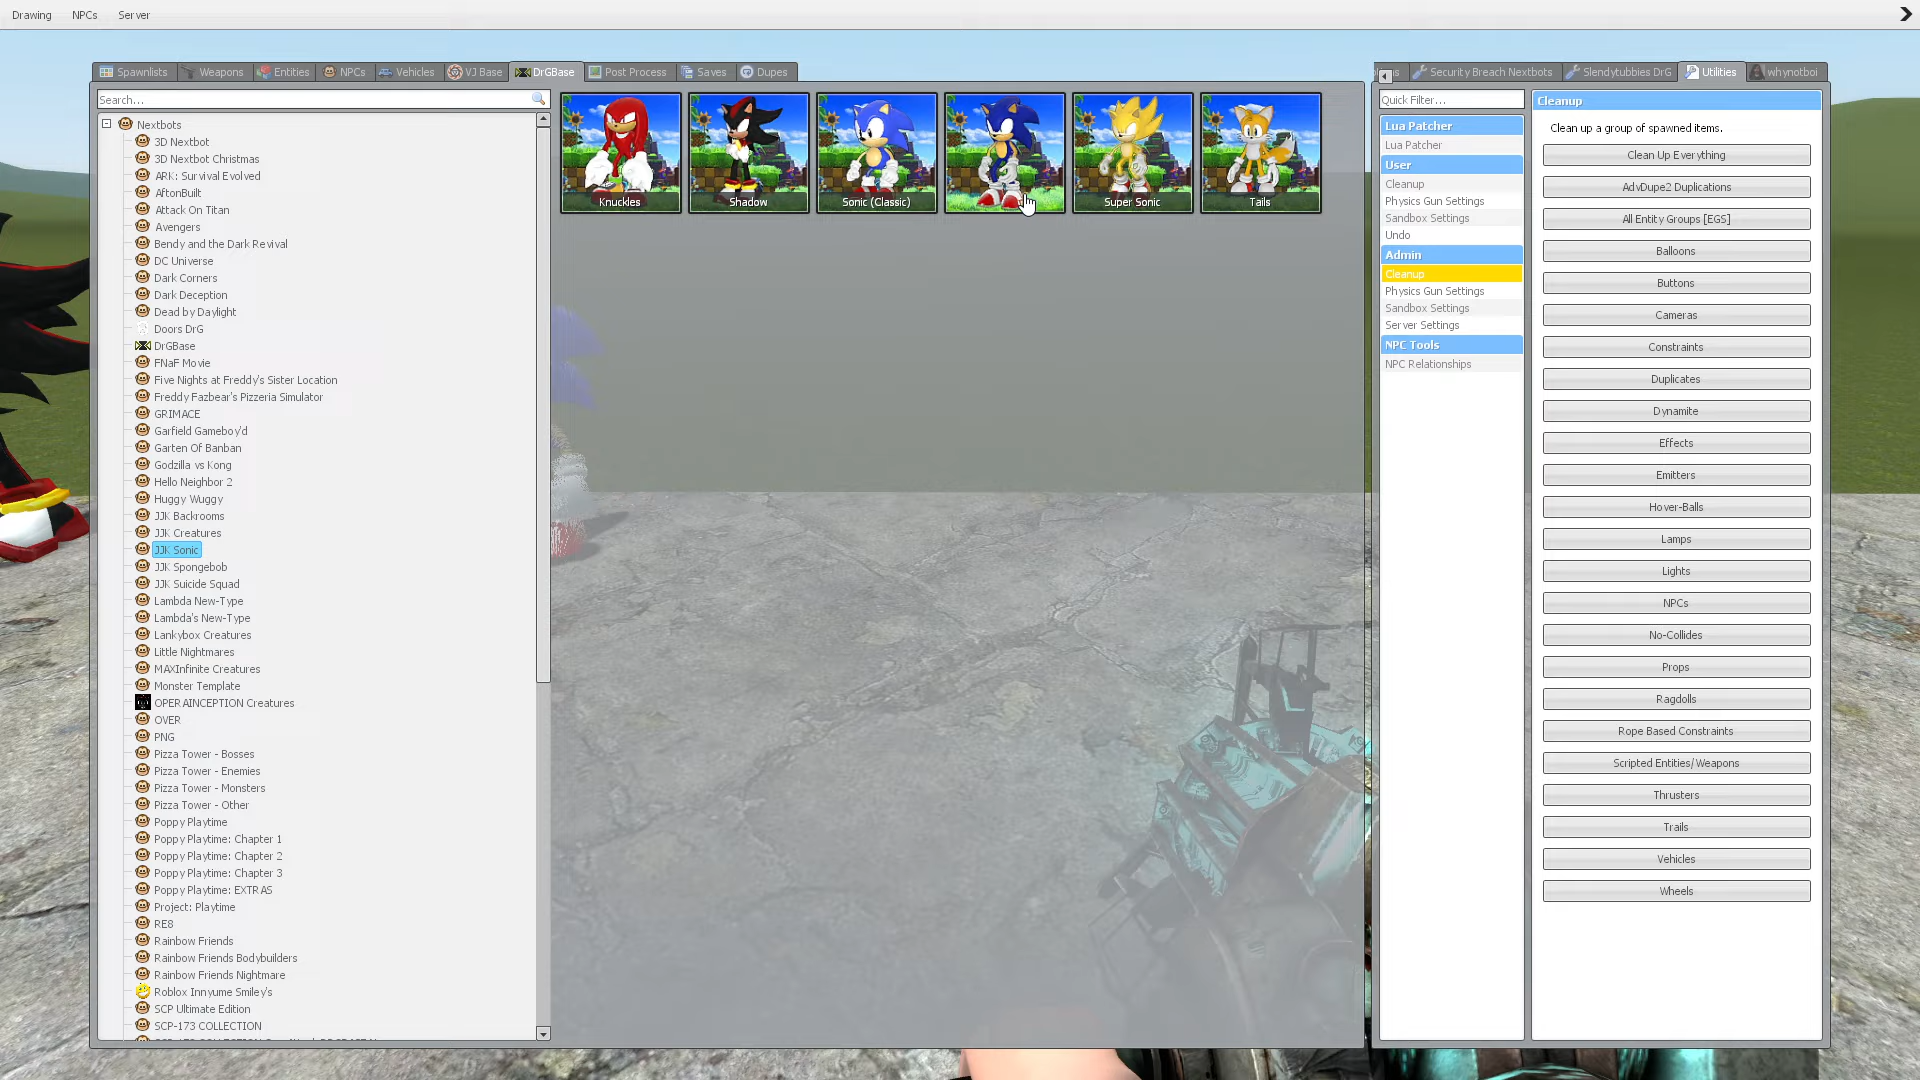 Drawing NPCs Server
Spawnlists Weapons Entities NPCs Vehicles VJ Base DrGBase Post Process Saves Dupes
Search...
Nextbots
3D Nextbot
3D Nextbot Christmas
ARK: Survival Evolved
AftonBuilt
Attack On Titan
Avengers
Bendy and the Dark Revival
DC Universe
Dark Corners
Dark Deception
Dead by Daylight
Doors DrG
DrGBase
FNaF Movie
Five Nights at Freddy's Sister Location
Freddy Fazbear's Pizzeria Simulator
GRIMACE
Garfield Gameboy'd
Garten Of Banban
Godzilla vs Kong
Hello Neighbor 2
Huggy Wuggy
JJK Backrooms
JJK Creatures
JJK Sonic
JJK Spongebob
JJK Suicide Squad
Lambda New-Type
Lambda's New-Type
Lankybox Creatures
Little Nightmares
MAXInfinite Creatures
Monster Template
OPERAINCEPTION Creatures
OVER
PNG
Pizza Tower - Bosses
Pizza Tower - Enemies
Pizza Tower - Monsters
Pizza Tower - Other
Poppy Playtime
Poppy Playtime: Chapter 1
Poppy Playtime: Chapter 2
Poppy Playtime: Chapter 3
Poppy Playtime: EXTRAS
Project: Playtime
RE8
Rainbow Friends
Rainbow Friends Bodybuilders
Rainbow Friends Nightmare
Roblox Innyume Smiley's
SCP Ultimate Edition
SCP-173 COLLECTION
Knuckles
Shadow
Sonic (Classic)
Super Sonic
Tails
Security Breach Nextbots Slendytubbies DrG Utilities whynotboi
Quick Filter...
Lua Patcher
Lua Patcher
User
Cleanup
Physics Gun Settings
Sandbox Settings
Undo
Admin
Cleanup
Physics Gun Settings
Sandbox Settings
Server Settings
NPC Tools
NPC Relationships
Cleanup
Clean up a group of spawned items.
Clean Up Everything
AdvDupe2 Duplications
All Entity Groups [EGS]
Balloons
Buttons
Cameras
Constraints
Duplicates
Dynamite
Effects
Emitters
Hover-Balls
Lamps
Lights
NPCs
No-Collides
Props
Ragdolls
Rope Based Constraints
Scripted Entities/Weapons
Thrusters
Trails
Vehicles
Wheels